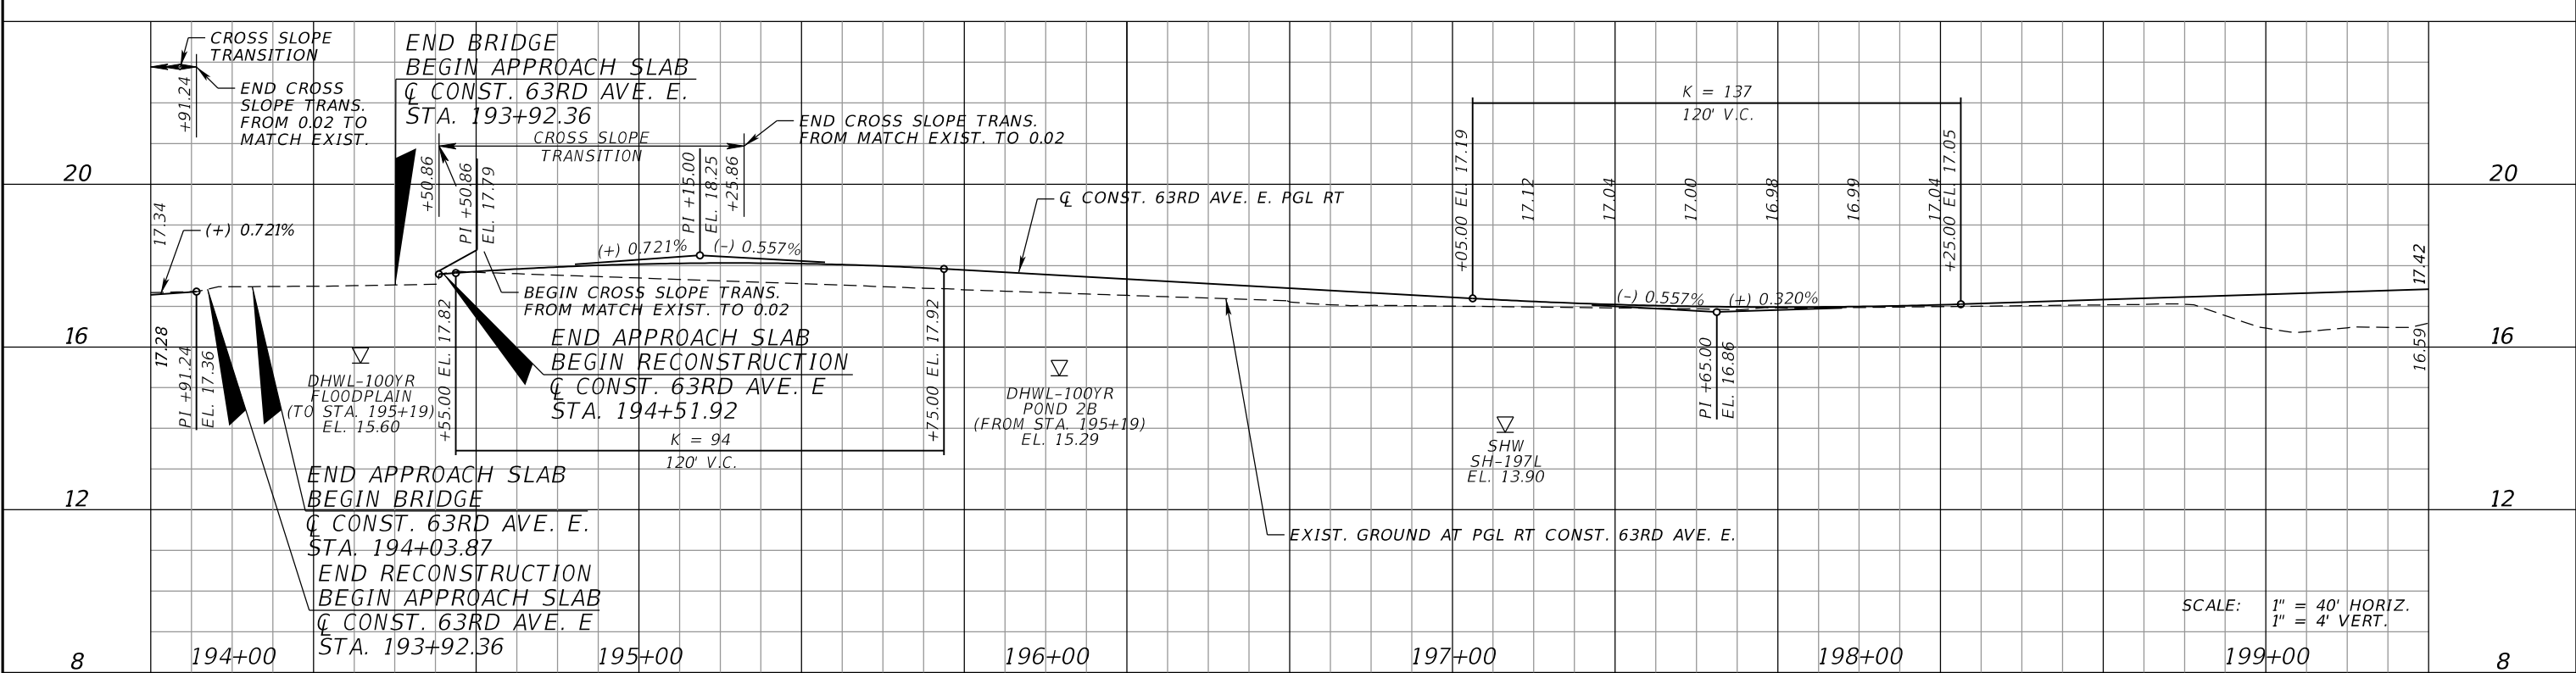 CROSS SLOPE
TRANSITION
+91.24
END CROSS
SLOPE TRANS.
FROM 0.02 TO
MATCH EXIST.
END BRIDGE
BEGIN APPROACH SLAB
℄ CONST. 63RD AVE. E.
STA. 193+92.36
CROSS SLOPE
TRANSITION
END CROSS SLOPE TRANS.
FROM MATCH EXIST. TO 0.02
+50.86
PI +50.86
EL. 17.79
PI +15.00
EL. 18.25
+25.86
K = 137
120' V.C.
+05.00 EL. 17.19
17.12
17.04
17.00
16.98
16.99
17.04
+25.00 EL. 17.05
20
20
17.34
(+) 0.721%
(+) 0.721%
(-) 0.557%
℄ CONST. 63RD AVE. E. PGL RT
17.42
BEGIN CROSS SLOPE TRANS.
FROM MATCH EXIST. TO 0.02
(-) 0.557%
(+) 0.320%
16
16
17.28
PI +91.24
EL. 17.36
DHWL-100YR
FLOODPLAIN
(TO STA. 195+19)
EL. 15.60
+55.00 EL. 17.82
END APPROACH SLAB
BEGIN RECONSTRUCTION
℄ CONST. 63RD AVE. E
STA. 194+51.92
+75.00 EL. 17.92
K = 94
120' V.C.
DHWL-100YR
POND 2B
(FROM STA. 195+19)
EL. 15.29
PI +65.00
EL. 16.86
16.59
SHW
SH-197L
EL. 13.90
12
12
END APPROACH SLAB
BEGIN BRIDGE
℄ CONST. 63RD AVE. E.
STA. 194+03.87
EXIST. GROUND AT PGL RT CONST. 63RD AVE. E.
END RECONSTRUCTION
BEGIN APPROACH SLAB
℄ CONST. 63RD AVE. E
STA. 193+92.36
SCALE: 1" = 40' HORIZ.
1" = 4' VERT.
8
194+00
195+00
196+00
197+00
198+00
199+00
8